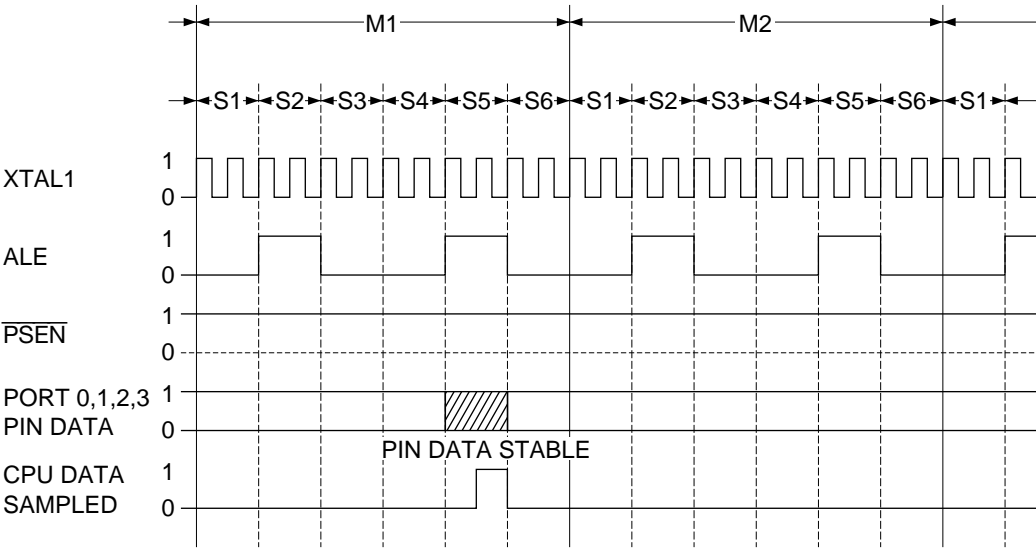 M1 M2
S1 S2 S3 S4 S5 S6 S1 S2 S3 S4 S5 S6 S1
XTAL1 1
0
ALE 1
0
PSEN 1
0
PORT 0,1,2,3 1
PIN DATA 0
PIN DATA STABLE
CPU DATA 1
SAMPLED 0